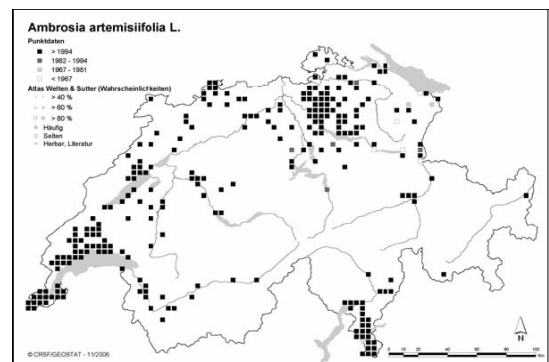 Ambrosia artemisiifolia L.
Punktdaten
> 1994
1982 - 1994
1967 - 1981
< 1967
Atlas Welten & Sutter (Wahrscheinlichkeiten)
> 40 %
> 60 %
> 80 %
Häufig
Selten
Herbar, Literatur
N
© CRSF/GEOSTAT - 11/2006